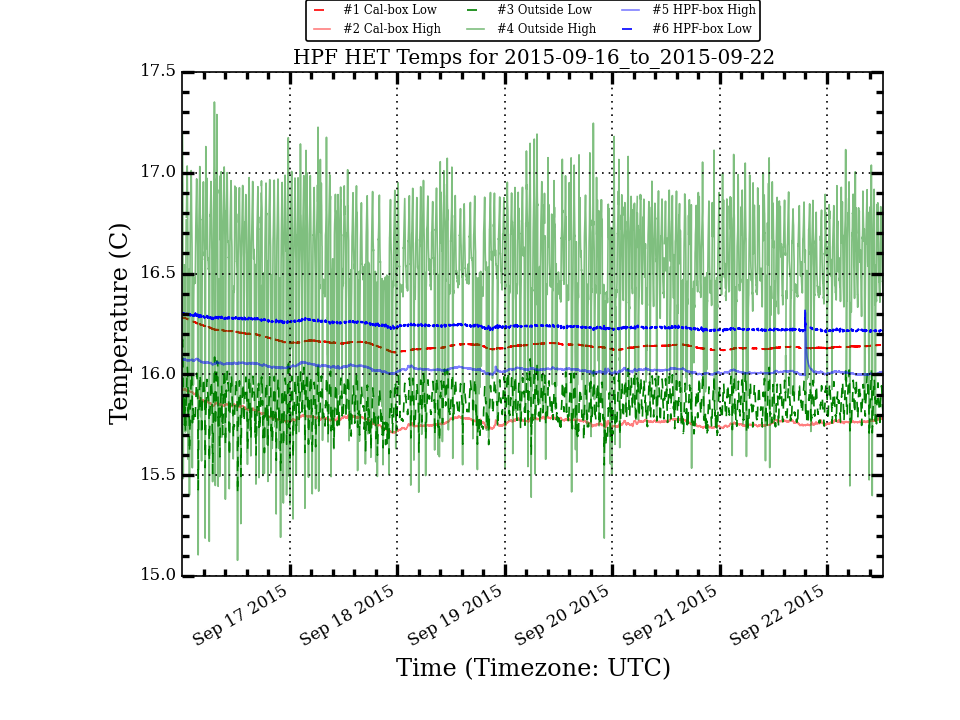 #1 Cal-box Low #3 Outside Low #5 HPF-box High
#2 Cal-box High #4 Outside High #6 HPF-box Low
HPF HET Temps for 2015-09-16_to_2015-09-22
17.5
17.0
16.5
16.0
15.5
15.0
Temperature (C)
Sep 17 2015 Sep 18 2015 Sep 19 2015 Sep 20 2015 Sep 21 2015 Sep 22 2015
Time (Timezone: UTC)